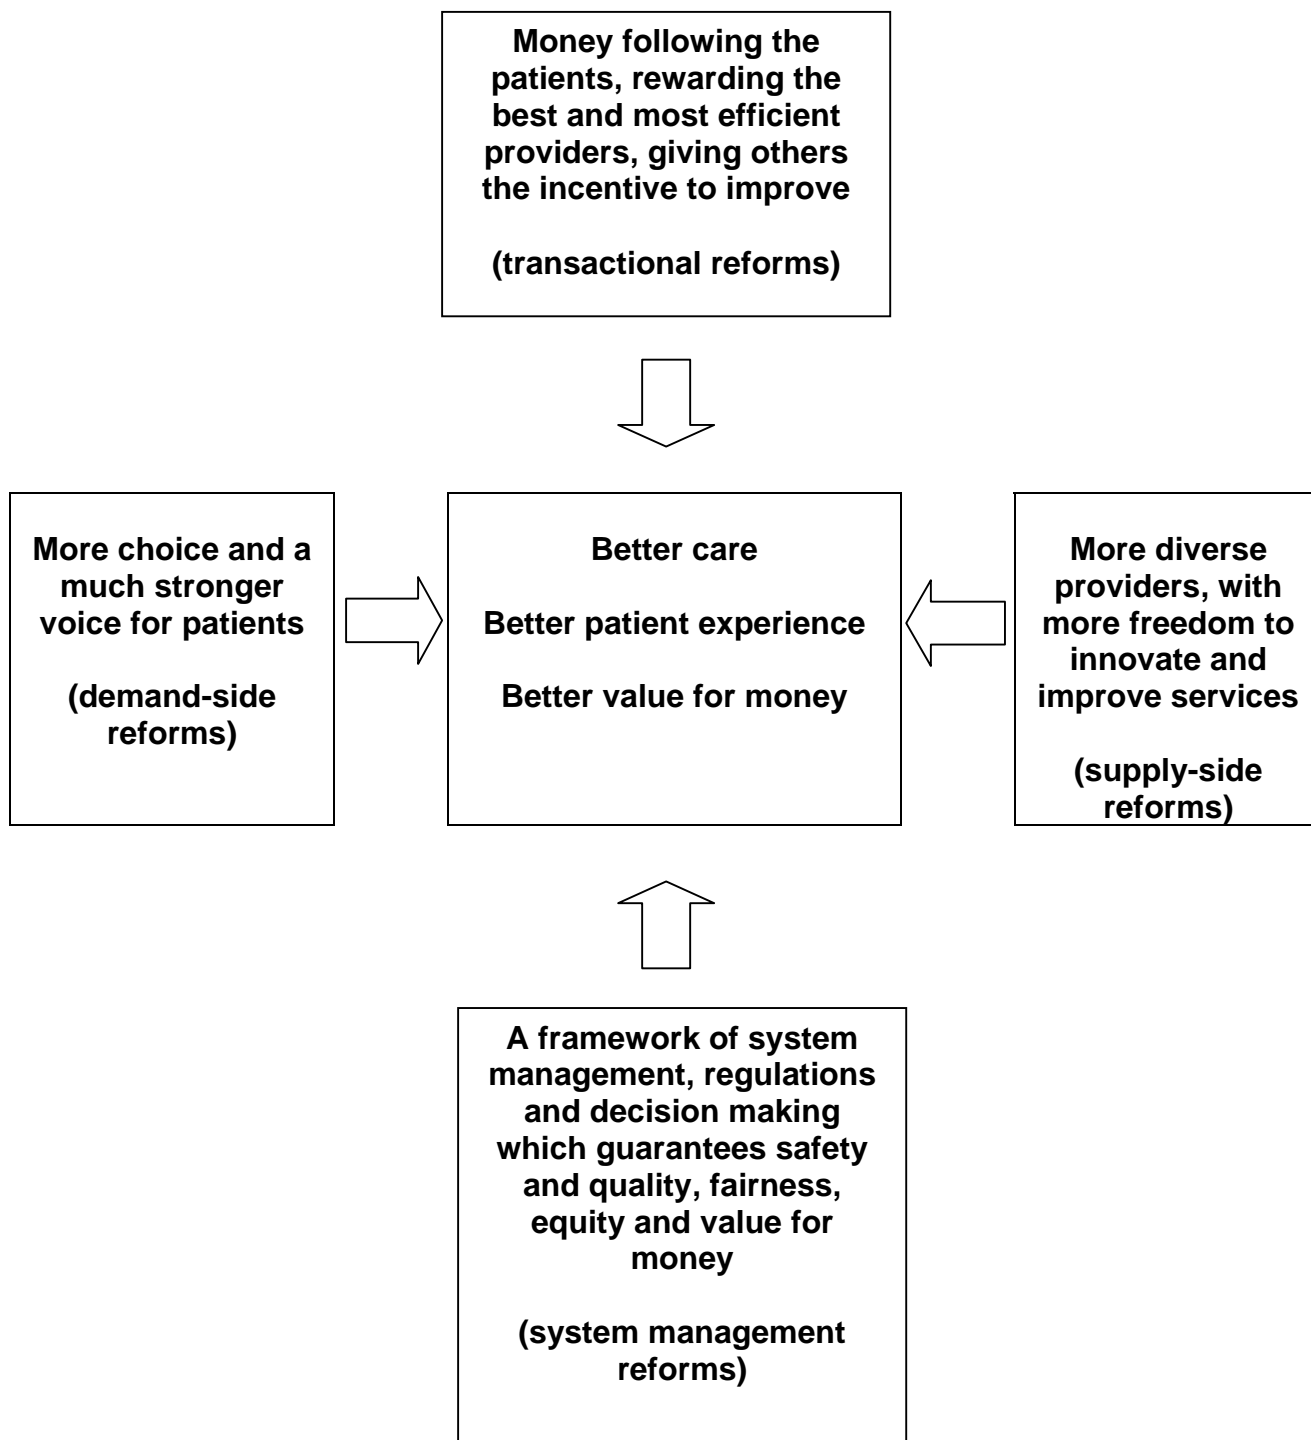 Money following the
patients, rewarding the
best and most efficient
providers, giving others
the incentive to improve
(transactional reforms)
More choice and a
much stronger
voice for patients
(demand-side
reforms)
Better care
Better patient experience
Better value for money
More diverse
providers, with
more freedom to
innovate and
improve services
(supply-side
reforms)
A framework of system
management, regulations
and decision making
which guarantees safety
and quality, fairness,
equity and value for
money
(system management
reforms)